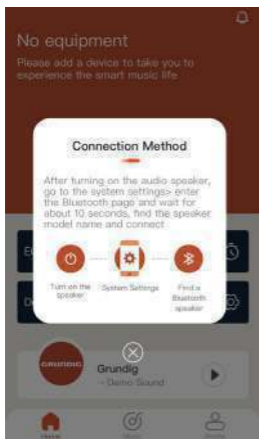 No equipment
Please add a device to take you to
experience the smart music life
Connection Method
After turning on the audio speaker,
go to the system settings> enter
the Bluetooth page and wait for
about 10 seconds, find the speaker
model name and connect
Turn on the
speaker
System Settings
Find a
Bluetooth
speaker
GRUNDIG
Grundig
Demo Sound
Home